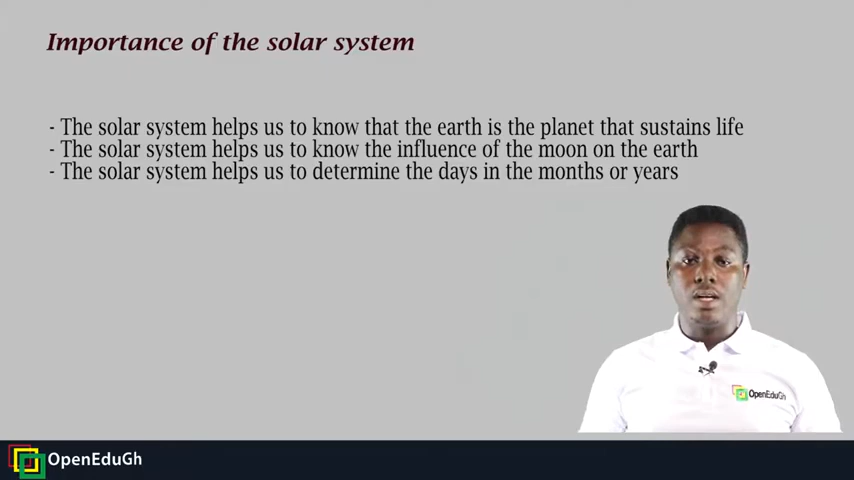 Importance of the solar system
- The solar system helps us to know that the earth is the planet that sustains life
- The solar system helps us to know the influence of the moon on the earth
- The solar system helps us to determine the days in the months or years
OpenEduGh
OpenEduGh